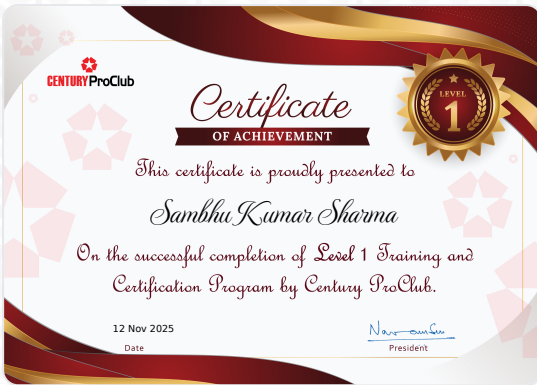 CENTURY ProClub
Certificate
OF ACHIEVEMENT
LEVEL
1
This certificate is proudly presented to
Sambhu Kumar Sharma
On the successful completion of Level 1 Training and
Certification Program by Century ProClub.
12 Nov 2025
Date
President